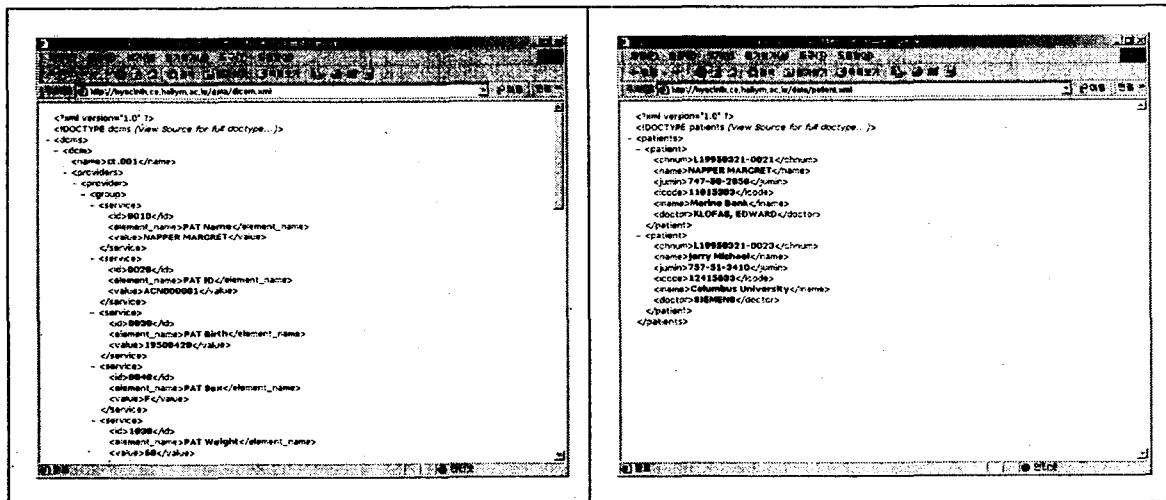 http://hyacinth.ce.hallym.ac.kr/data/dicom.xml
<?xml version="1.0" ?>
<!DOCTYPE dcms (View Source for full doctype...)>
- <dcms>
- <dcm>
<name>ct.001</name>
- <providers>
- <provider>
- <group>
- <service>
<id>0010</id>
<element_name>PAT Name</element_name>
<value>NAPPER MARGRET</value>
</service>
- <service>
<id>0020</id>
<element_name>PAT ID</element_name>
<value>ACN000001</value>
</service>
- <service>
<id>0030</id>
<element_name>PAT Birth</element_name>
<value>19500420</value>
</service>
- <service>
<id>0040</id>
<element_name>PAT Sex</element_name>
<value>F</value>
</service>
- <service>
<id>1030</id>
<element_name>PAT Weight</element_name>
<value>68</value>
http://hyacinth.ce.hallym.ac.kr/data/patient.xml
<?xml version="1.0" ?>
<!DOCTYPE patients (View Source for full doctype...)>
- <patients>
- <patient>
<chnum>L19950321-0021</chnum>
<name>NAPPER MARGRET</name>
<jumin>747-50-2850</jumin>
<icode>11015303</icode>
<iname>Marine Bank</iname>
<doctor>KLOFAS, EDWARD</doctor>
</patient>
- <patient>
<chnum>L19950321-0023</chnum>
<name>Jerry Michael</name>
<jumin>757-51-3410</jumin>
<icode>12415603</icode>
<iname>Columbus University</iname>
<doctor>SIEMENS</doctor>
</patient>
</patients>